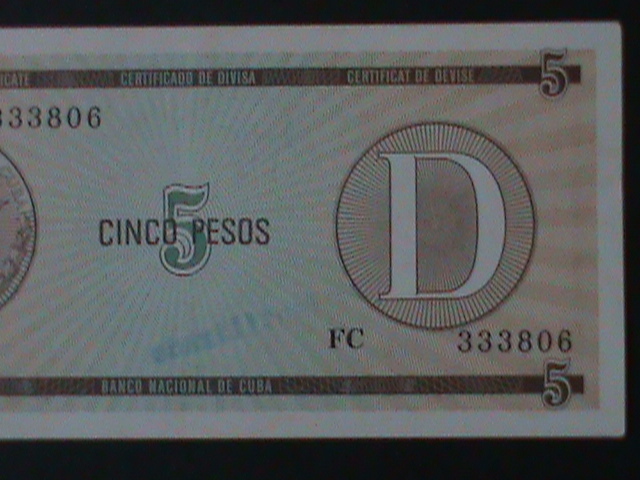 CERTIFICADO DE DIVISA CERTIFICAT DE DEVISE 5
333806
5
CINCO PESOS
D
FC 333806
BANCO NACIONAL DE CUBA 5